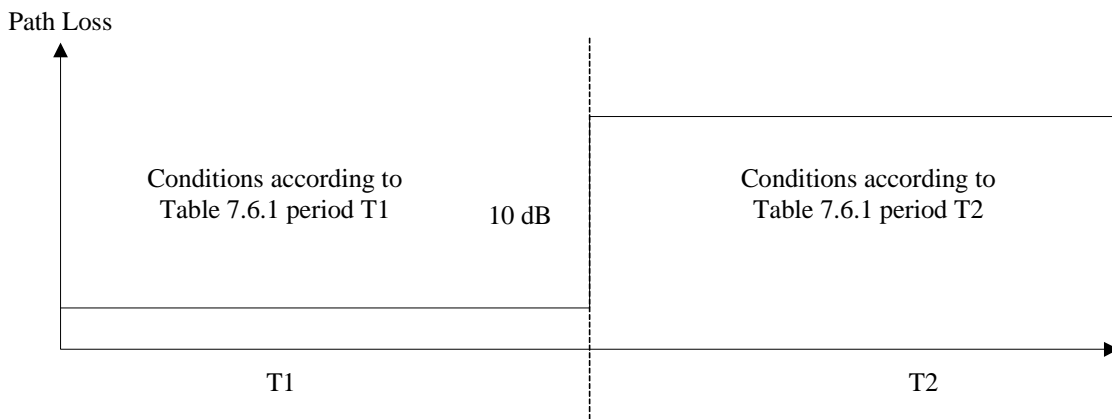 Path Loss
Conditions according to
Table 7.6.1 period T1
10 dB
Conditions according to
Table 7.6.1 period T2
T1
T2